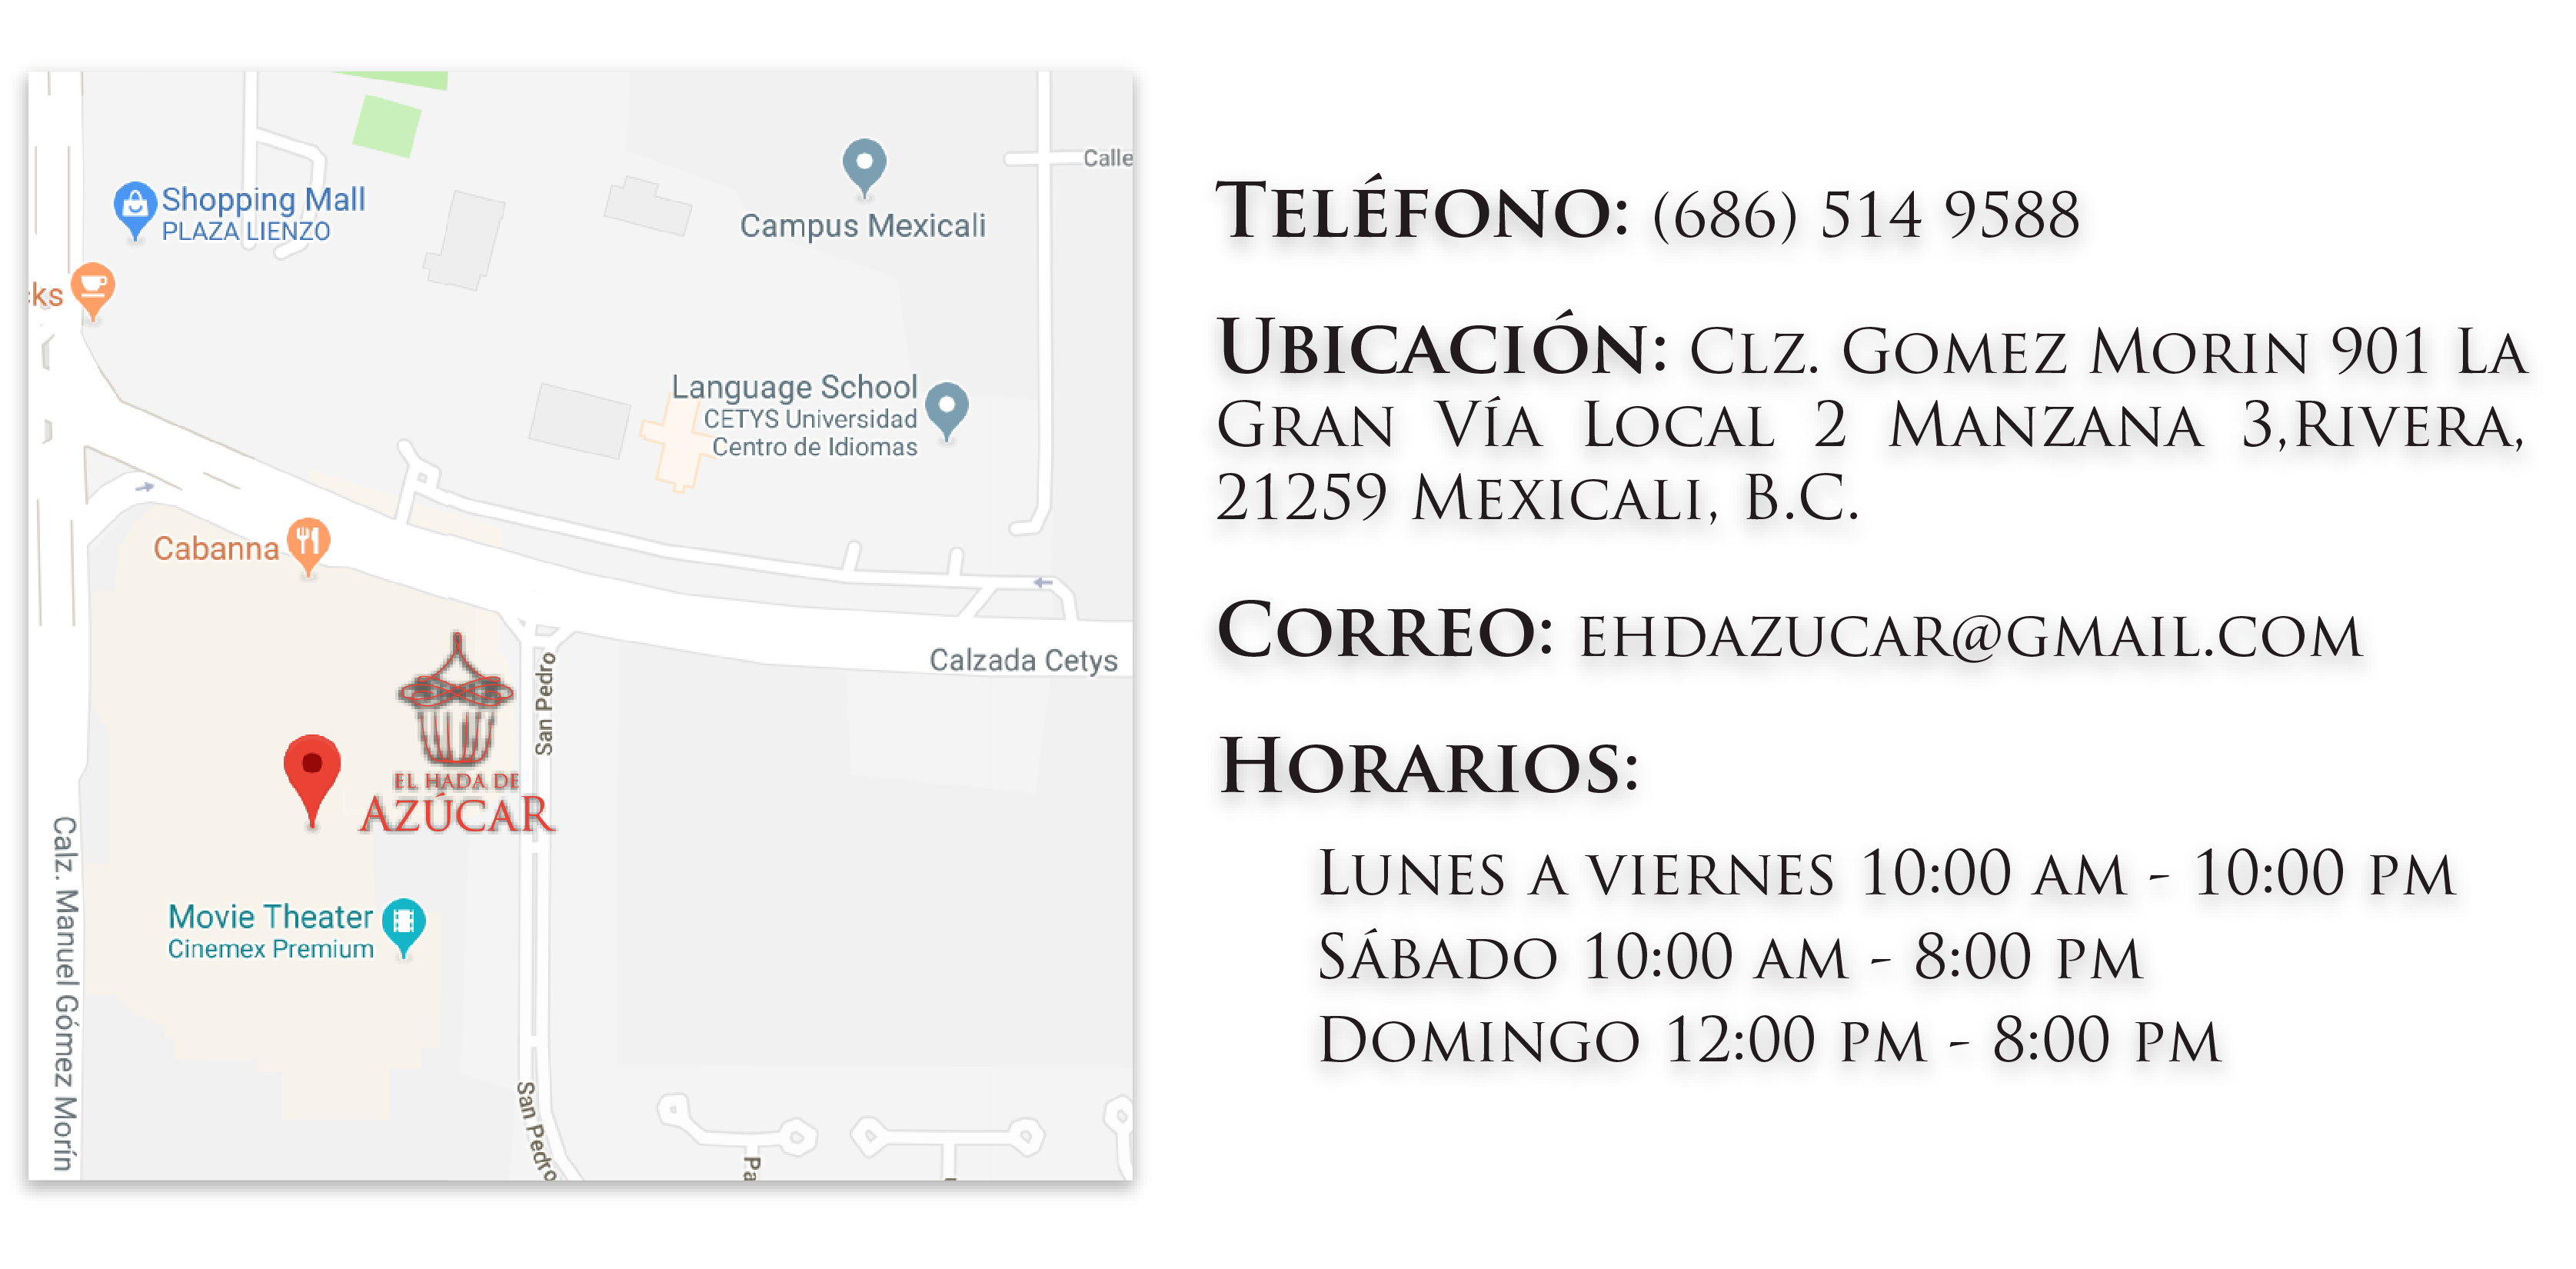 Calle
Shopping Mall
PLAZA LIENZO
Campus Mexicali
cks
Language School
CETYS Universidad
Centro de Idiomas
Cabanna
Calzada Cetys
San Pedro
EL HADA DE
AZÚCAR
Movie Theater
Cinemex Premium
Calz. Manuel Gómez Morín
San Pedro
Pa
TELÉFONO: (686) 514 9588
UBICACIÓN: CLZ. GOMEZ MORIN 901 LA
GRAN VÍA LOCAL 2 MANZANA 3,RIVERA,
21259 MEXICALI, B.C.
CORREO: EHDAZUCAR@GMAIL.COM
HORARIOS:
LUNES A VIERNES 10:00 AM - 10:00 PM
SÁBADO 10:00 AM - 8:00 PM
DOMINGO 12:00 PM - 8:00 PM